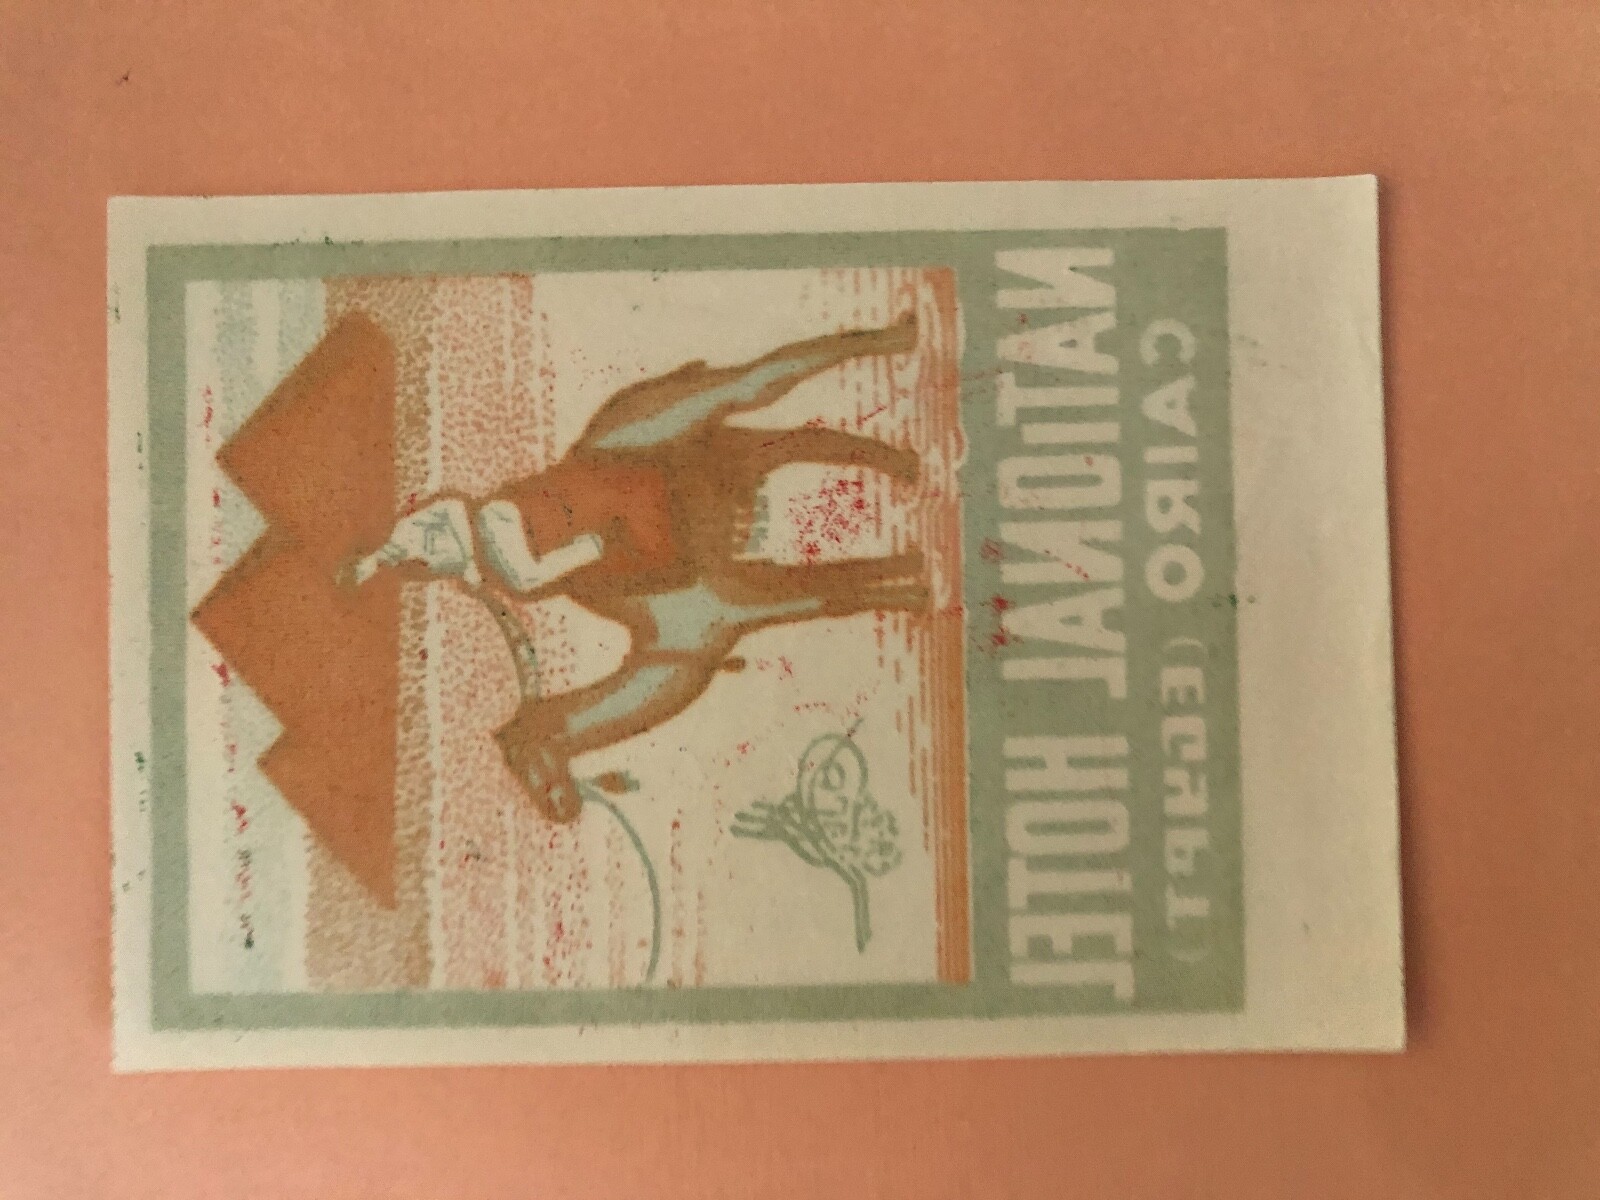 NATIONAL HOTEL
CAIRO (EGYPT)